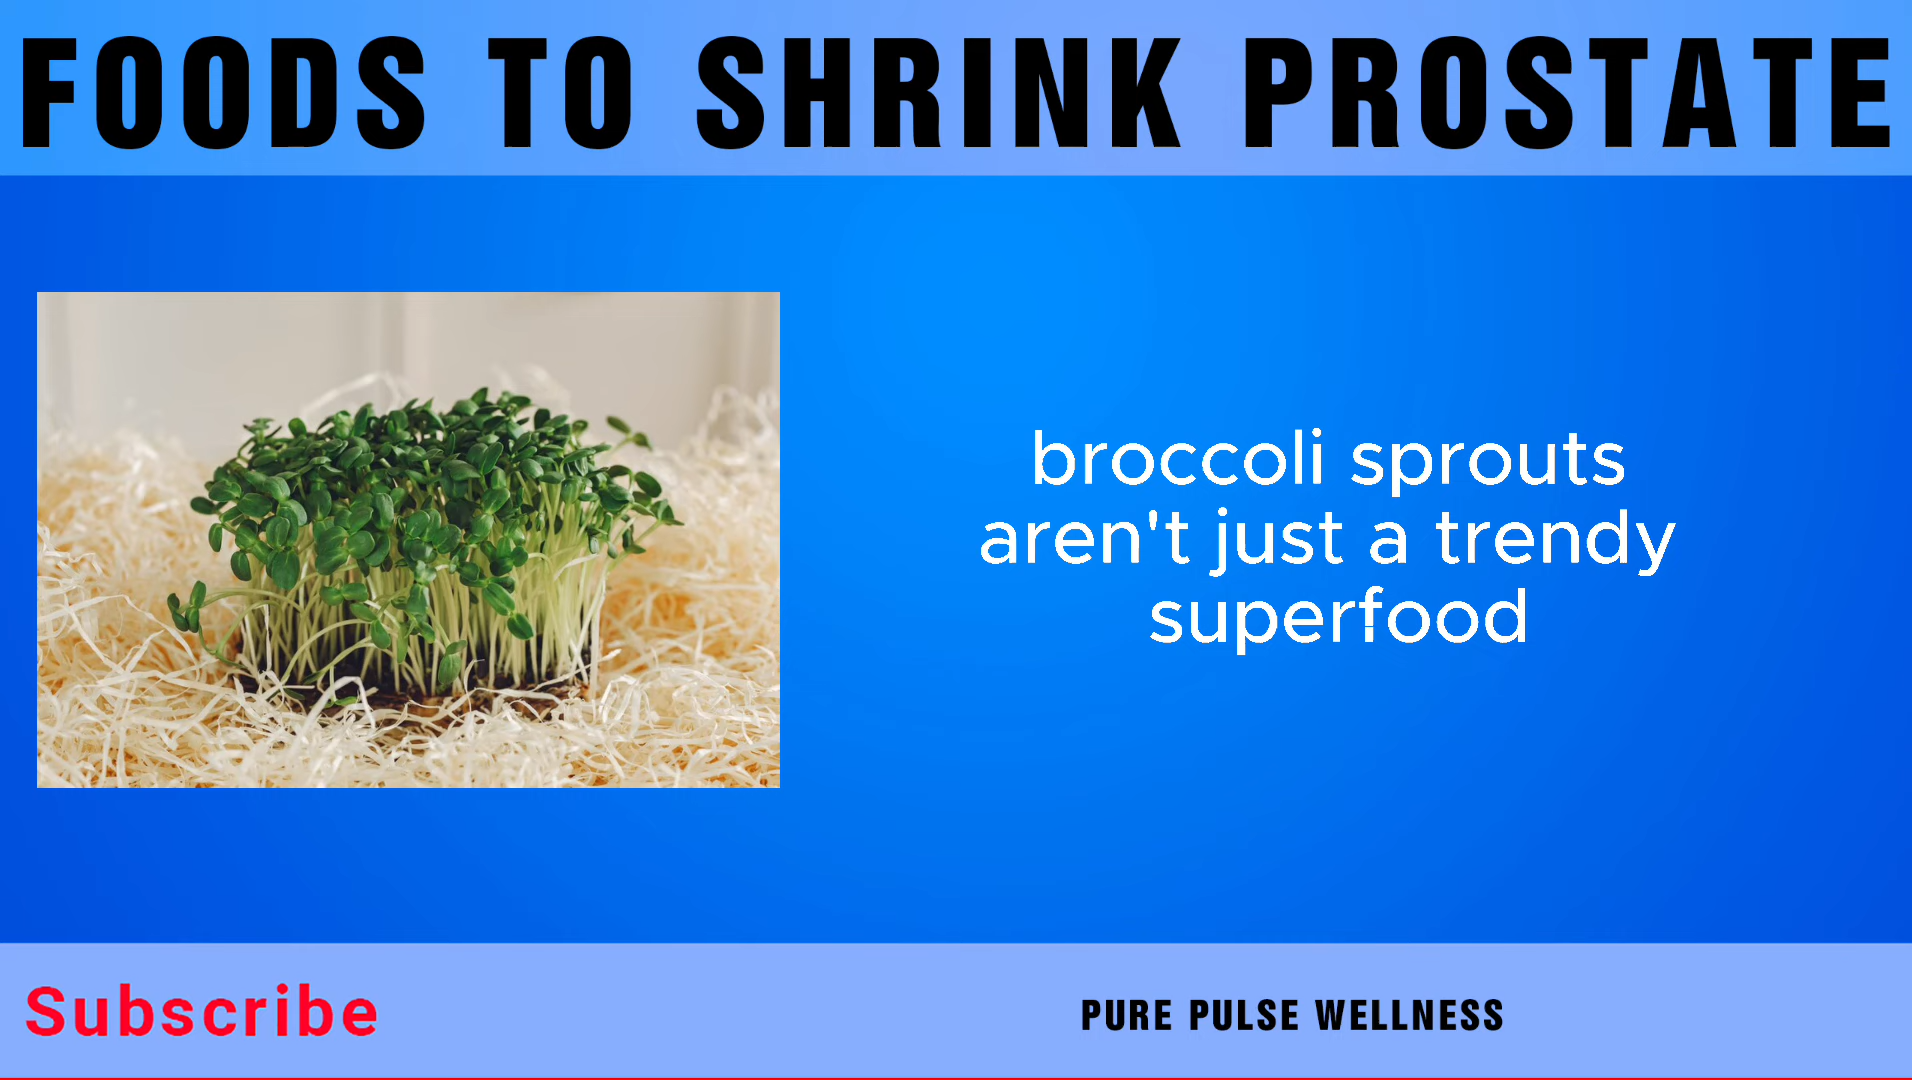 FOODS TO SHRINK PROSTATE
broccoli sprouts
aren't just a trendy
superfood
Subscribe
PURE PULSE WELLNESS